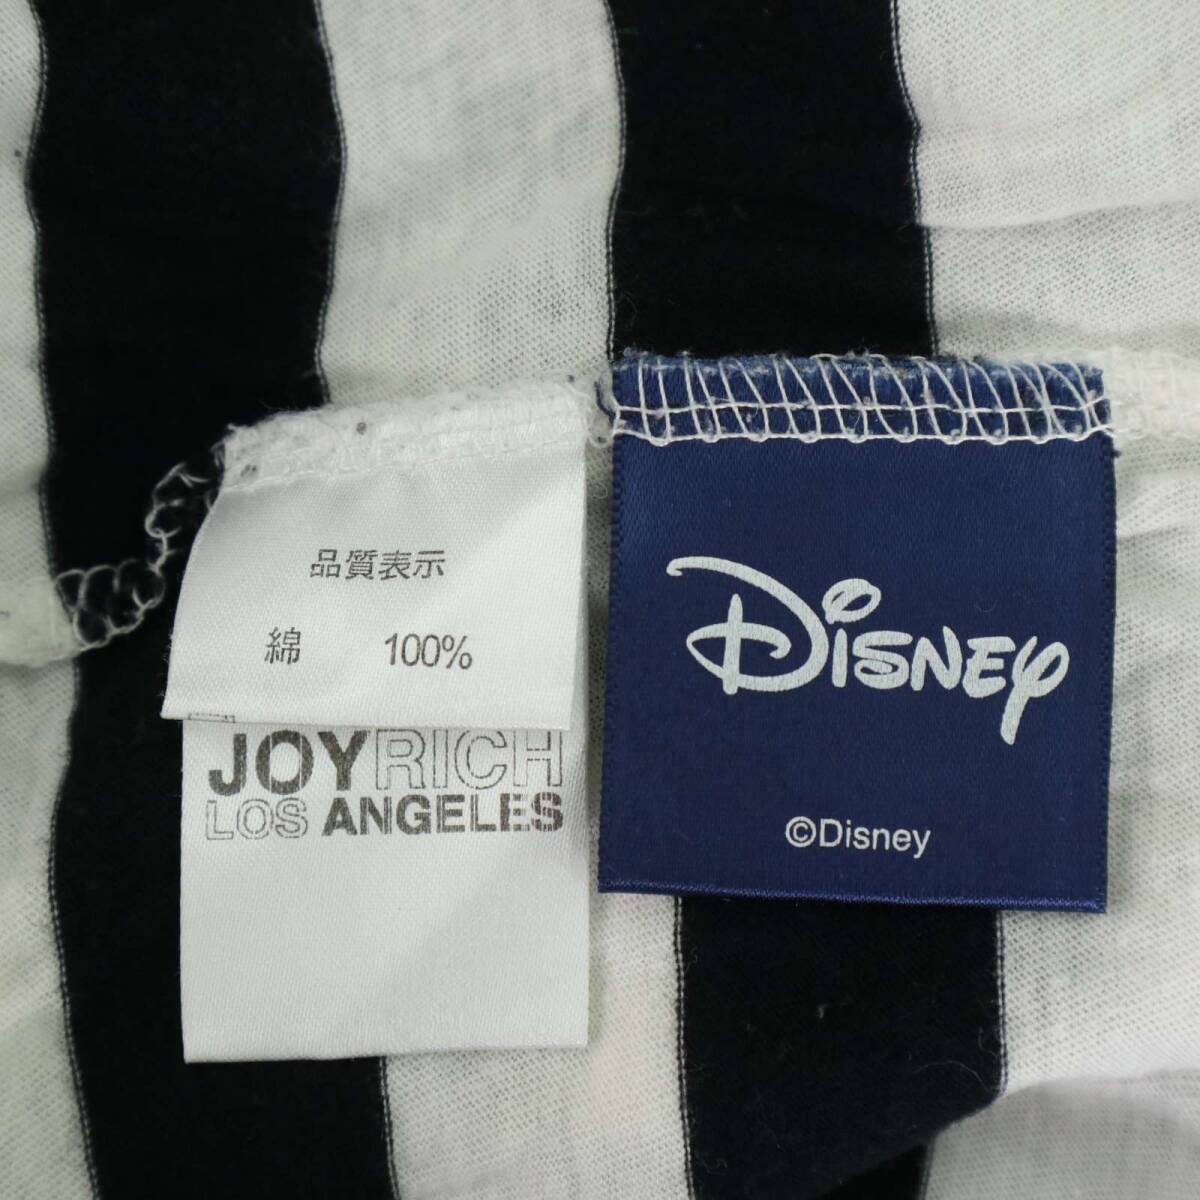 品質表示
綿 100%
JOYRICH
LOS ANGELES
Disney
©Disney